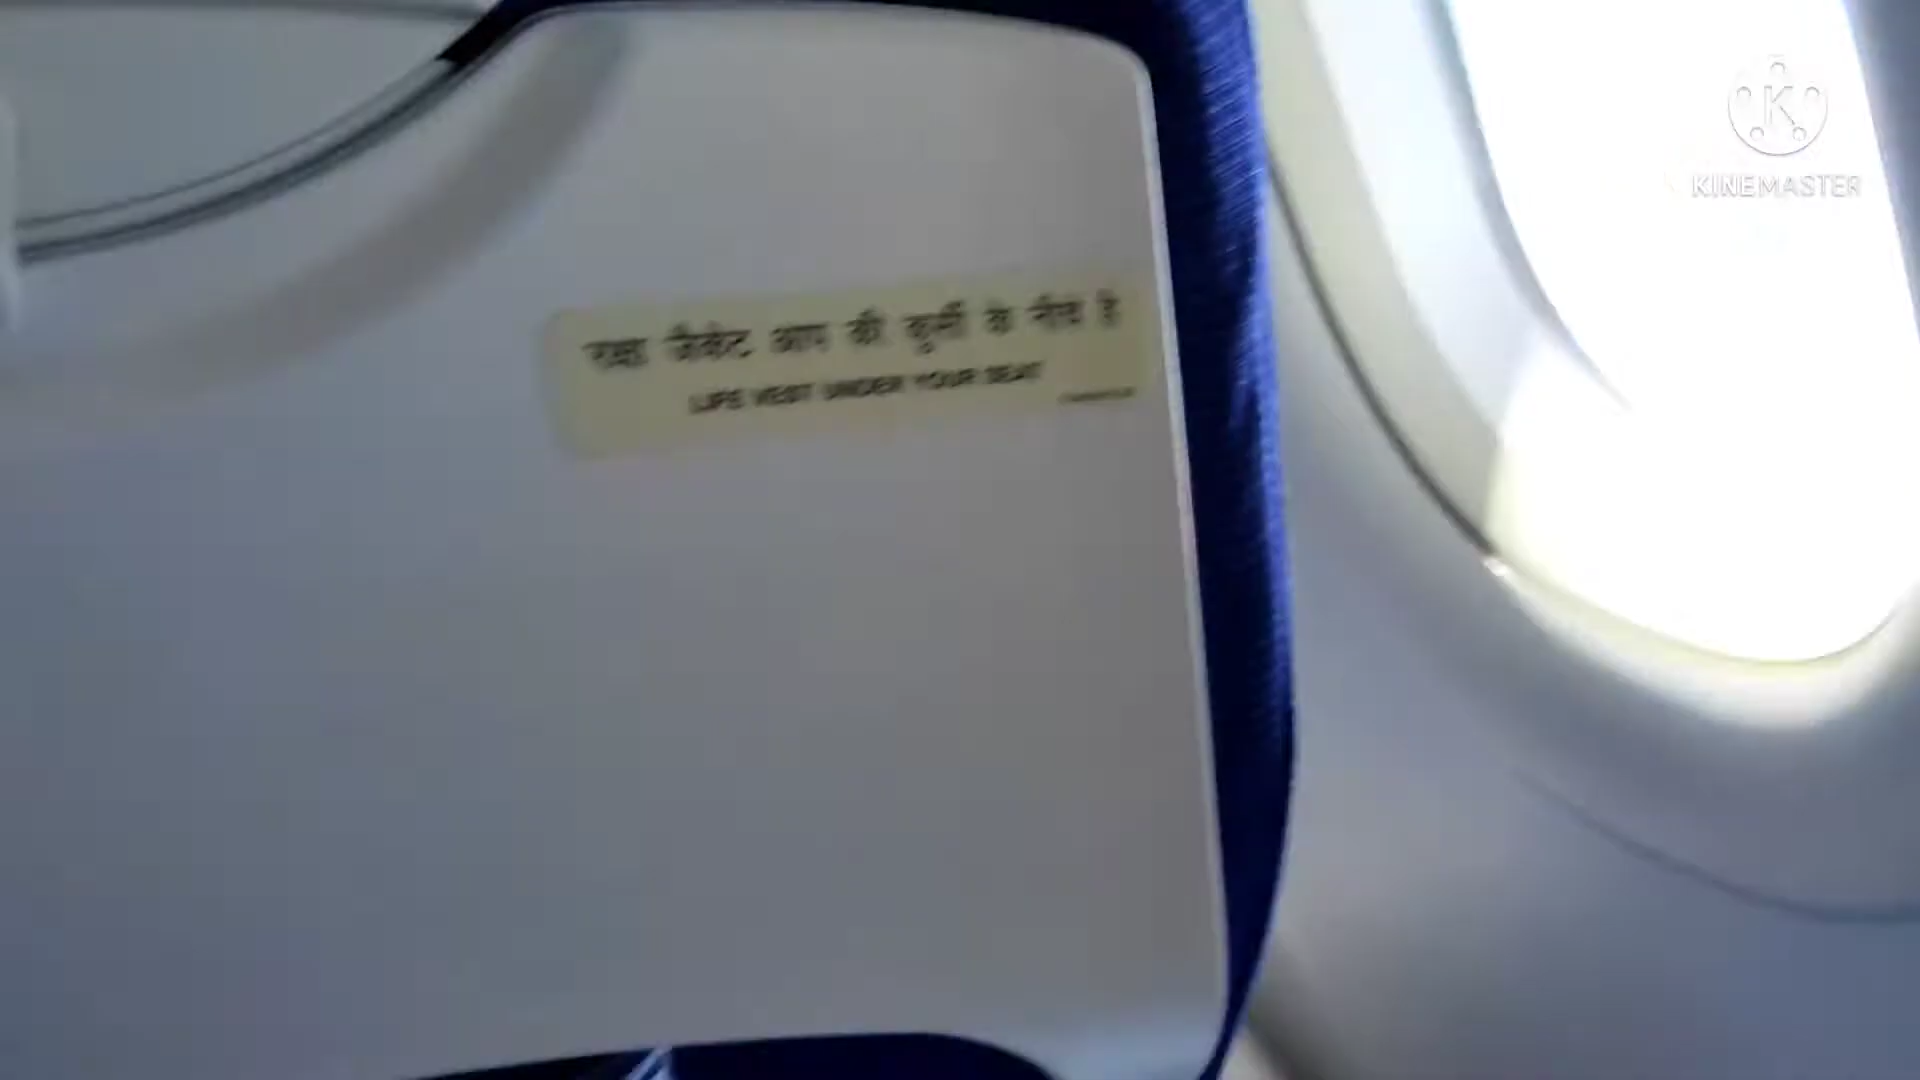 KINEMASTER
रक्षा जैकेट आप की कुर्सी के नीचे है
LIFE VEST UNDER YOUR SEAT